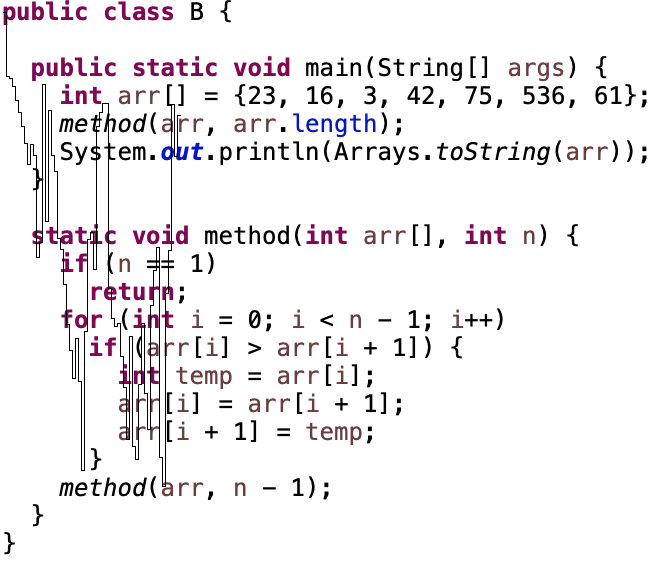 public class B {
public static void main(String[] args) {
int arr[] = {23, 16, 3, 42, 75, 536, 61};
method(arr, arr.length);
System.out.println(Arrays.toString(arr));
}
static void method(int arr[], int n) {
if (n == 1)
return;
for (int i = 0; i < n - 1; i++)
if (arr[i] > arr[i + 1]) {
int temp = arr[i];
arr[i] = arr[i + 1];
arr[i + 1] = temp;
}
method(arr, n - 1);
}
}